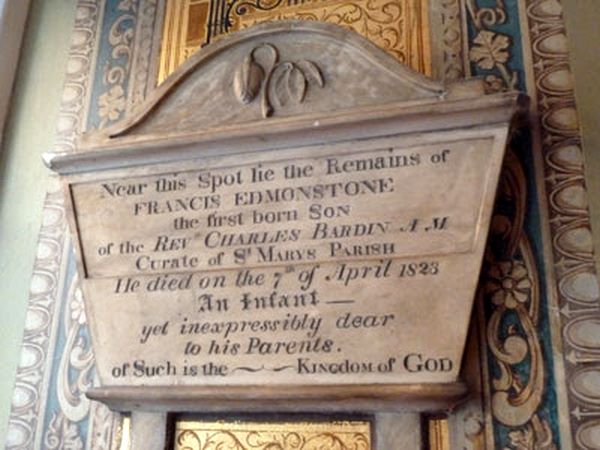 Near this Spot lie the Remains of
FRANCIS EDMONSTONE
the first born Son
of the REVD CHARLES BARDIN A M
Curate of ST MARYS PARISH
He died on the 7th of April 1823
An Infant —
yet inexpressibly dear
to his Parents.
of Such is the ~~ KINGDOM of GOD